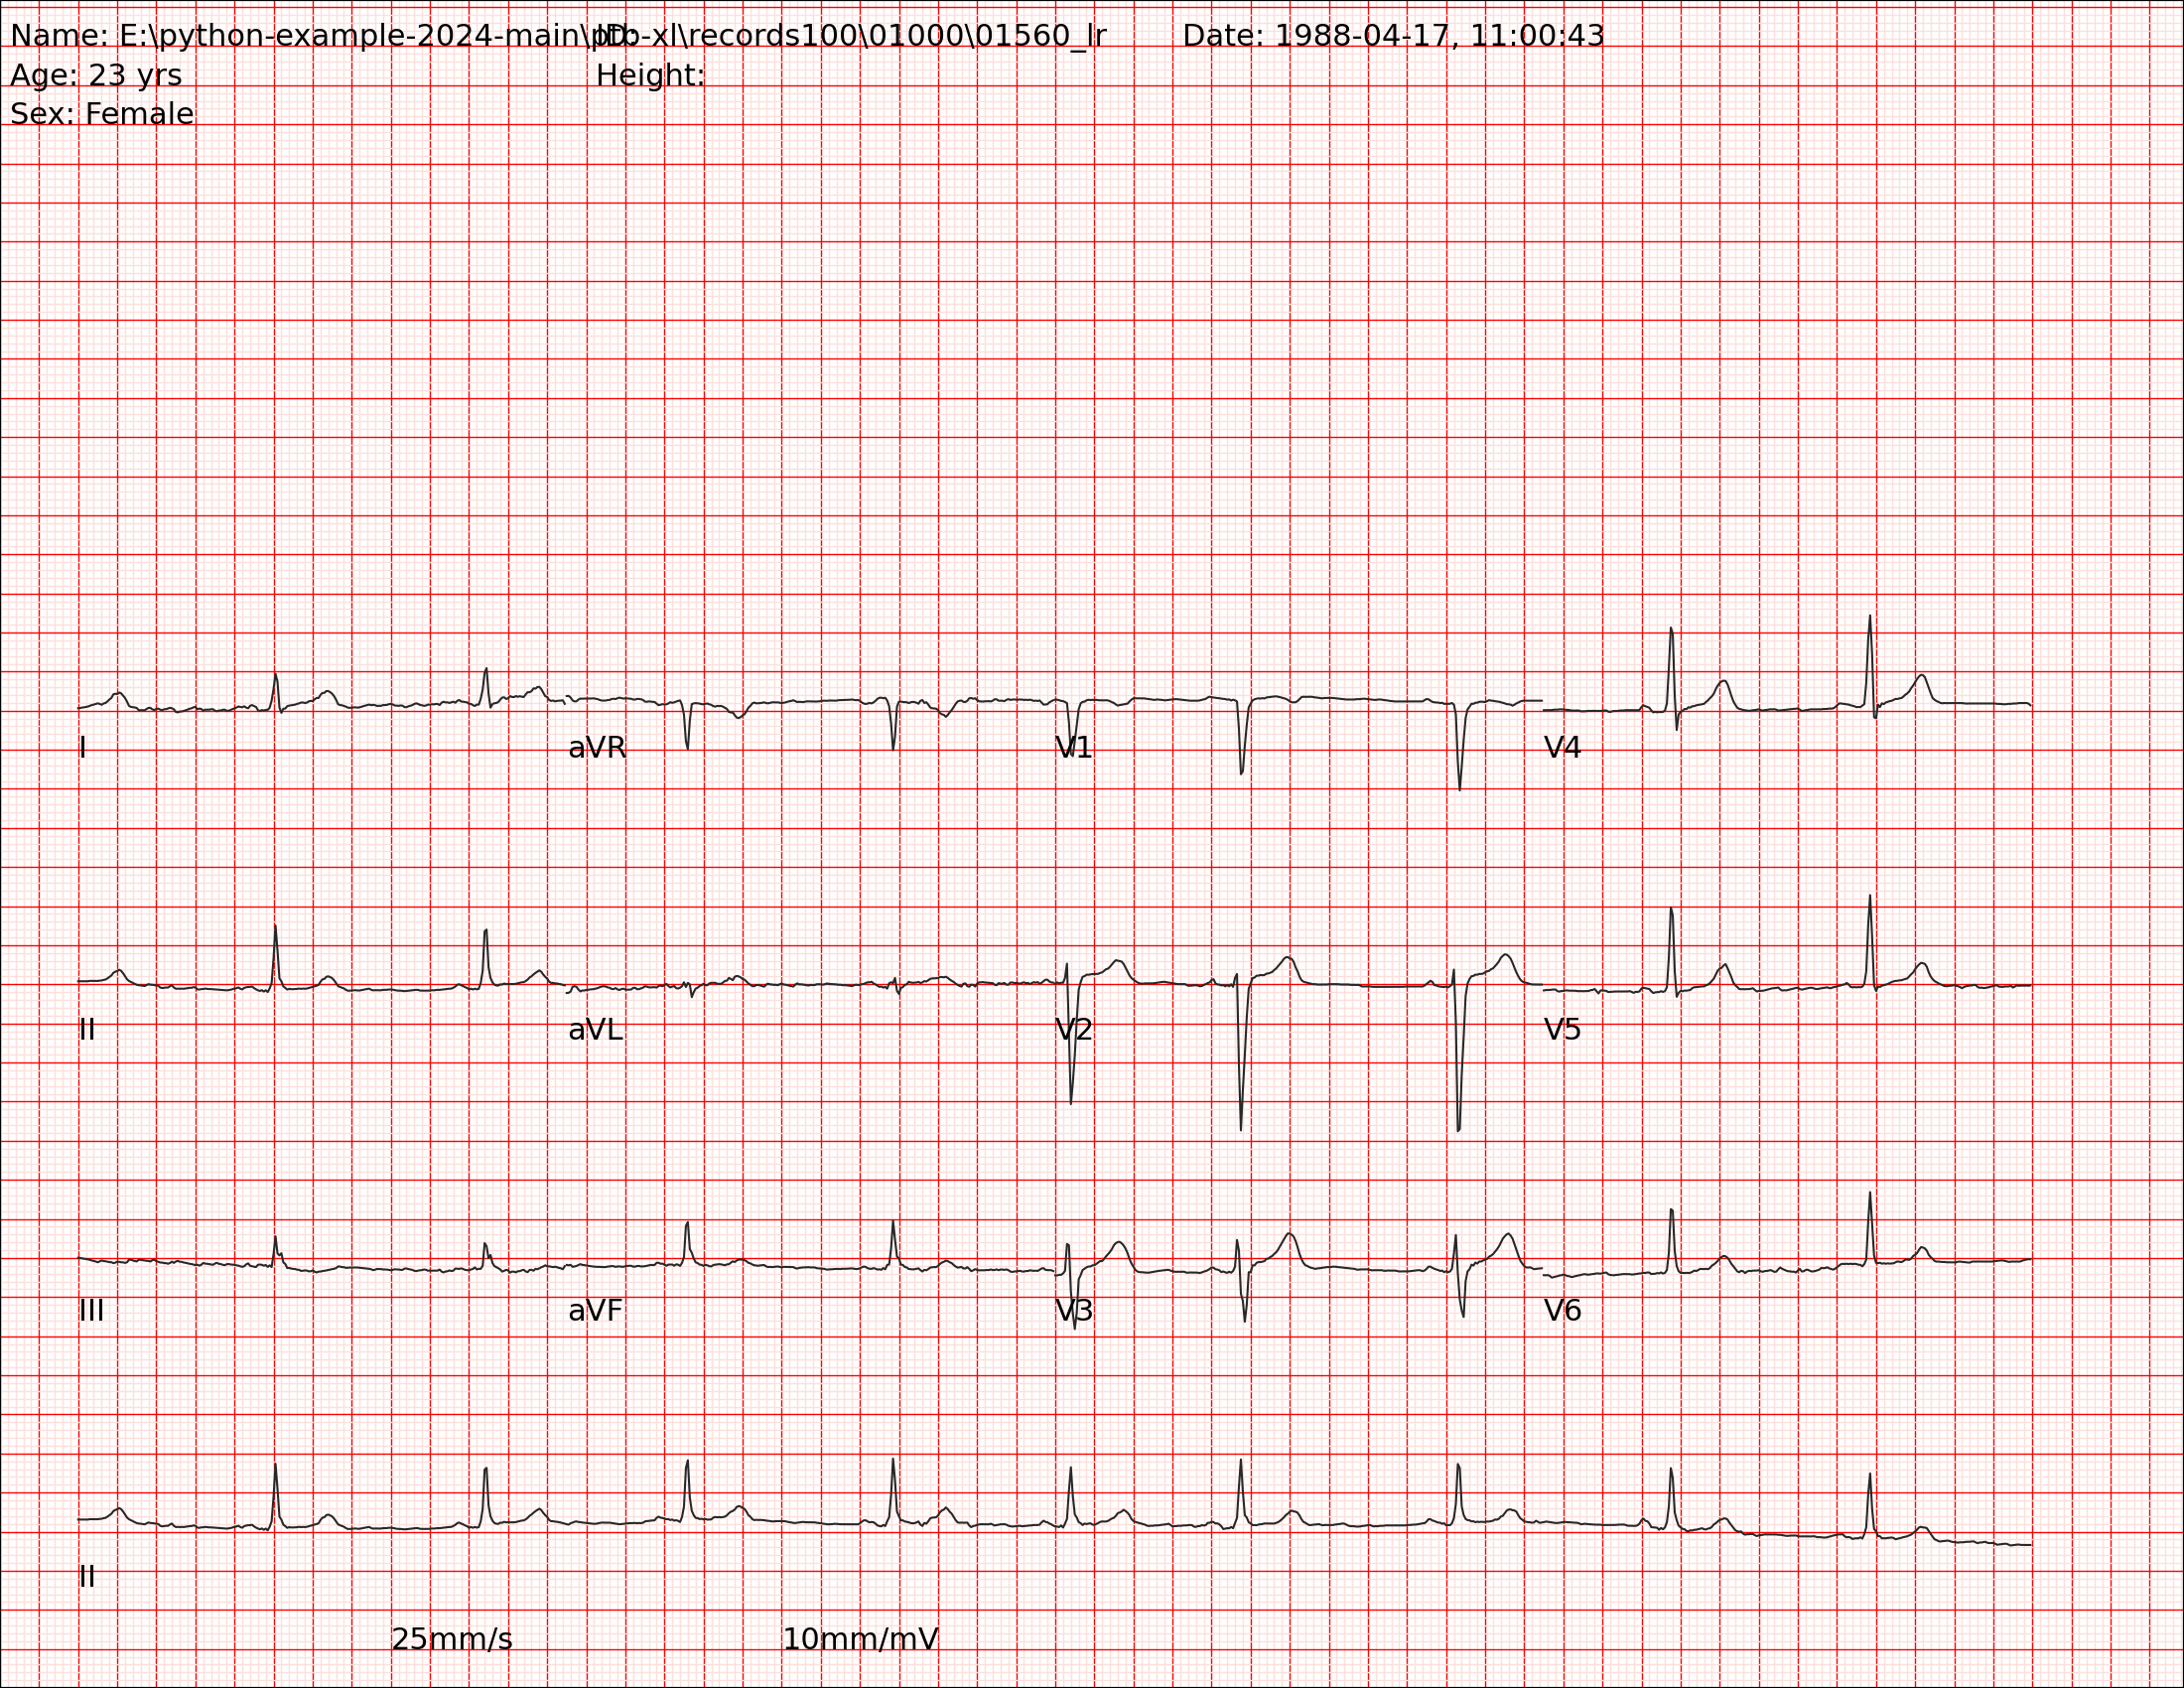 Name: E:\python-example-2024-main\ptb-xl\records100\01000\01560_lr ID: Date: 1988-04-17, 11:00:43
Age: 23 yrs Height:
Sex: Female
I aVR V1 V4
II aVL V2 V5
III aVF V3 V6
II
25mm/s 10mm/mV